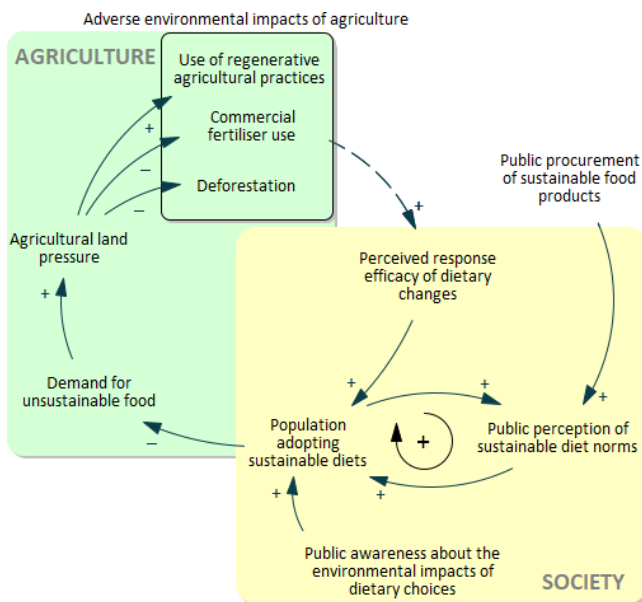 Adverse environmental impacts of agriculture
AGRICULTURE
Use of regenerative
agricultural practices
+
Commercial
fertiliser use
–
Deforestation
–
Agricultural land
pressure
+
Demand for
unsustainable food
–
+
Public procurement
of sustainable food
products
Perceived response
efficacy of dietary
changes
+
+
+
Population
adopting
sustainable diets
+
Public perception of
sustainable diet norms
+
+
Public awareness about the
environmental impacts of
dietary choices
SOCIETY